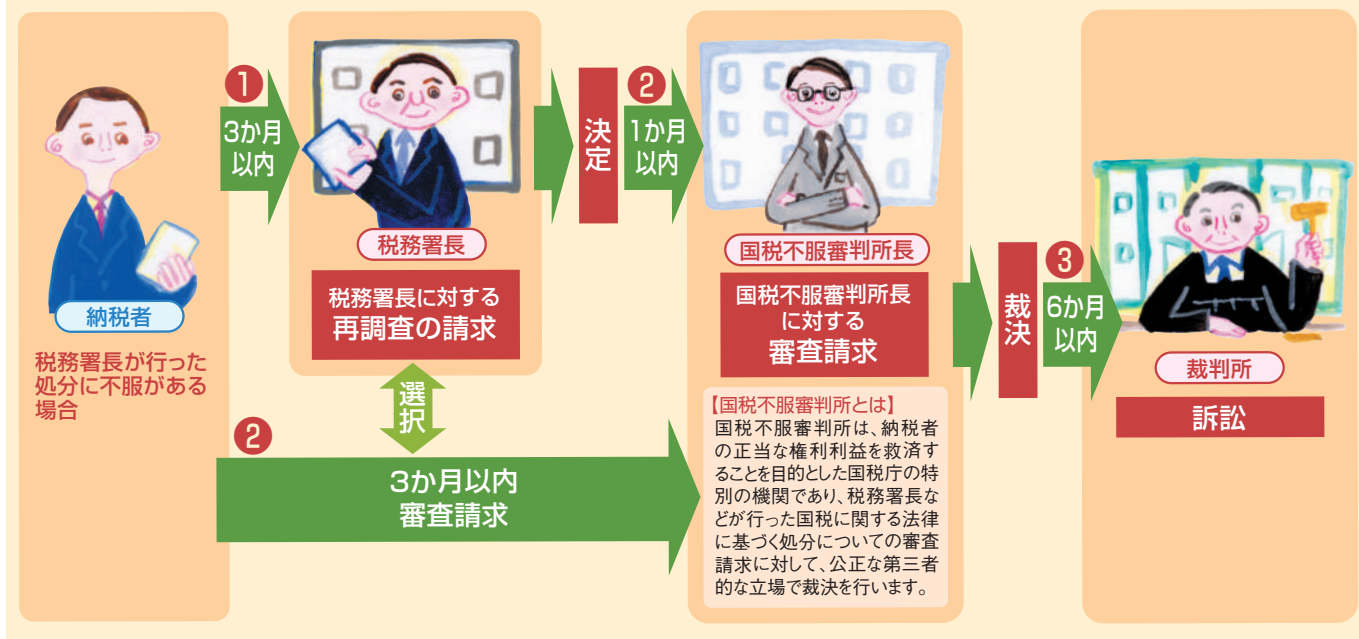 納税者
税務署長が行った
処分に不服がある
場合
❶
3か月
以内
税務署長
税務署長に対する
再調査の請求
選択
決定
❷
1か月
以内
❷
3か月以内
審査請求
国税不服審判所長
国税不服審判所長
に対する
審査請求
【国税不服審判所とは】
国税不服審判所は、納税者
の正当な権利利益を救済す
ることを目的とした国税庁の特
別の機関であり、税務署長な
どが行った国税に関する法律
に基づく処分についての審査
請求に対して、公正な第三者
的な立場で裁決を行います。
裁決
❸
6か月
以内
裁判所
訴訟